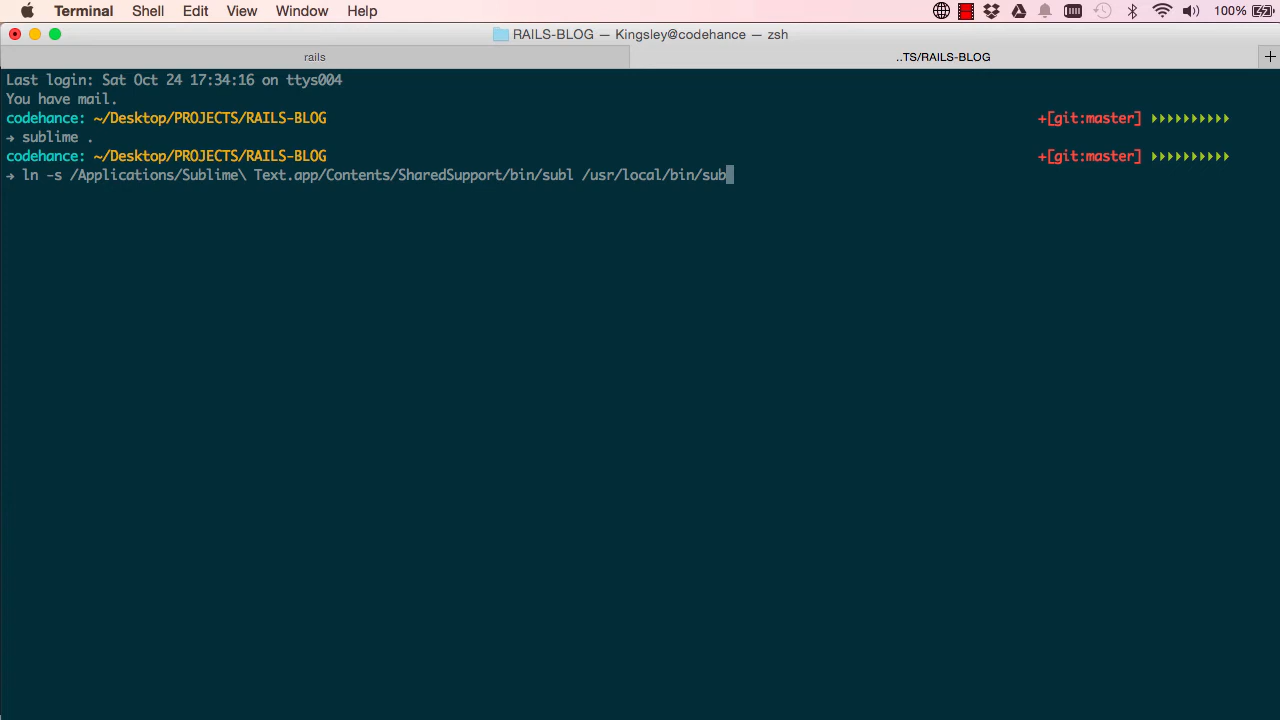 Terminal Shell Edit View Window Help 100%
RAILS-BLOG — Kingsley@codehance — zsh
rails ..TS/RAILS-BLOG +
Last login: Sat Oct 24 17:34:16 on ttys004
You have mail.
codehance: ~/Desktop/PROJECTS/RAILS-BLOG +[git:master]
→ sublime .
codehance: ~/Desktop/PROJECTS/RAILS-BLOG +[git:master]
→ ln -s /Applications/Sublime\ Text.app/Contents/SharedSupport/bin/subl /usr/local/bin/sub